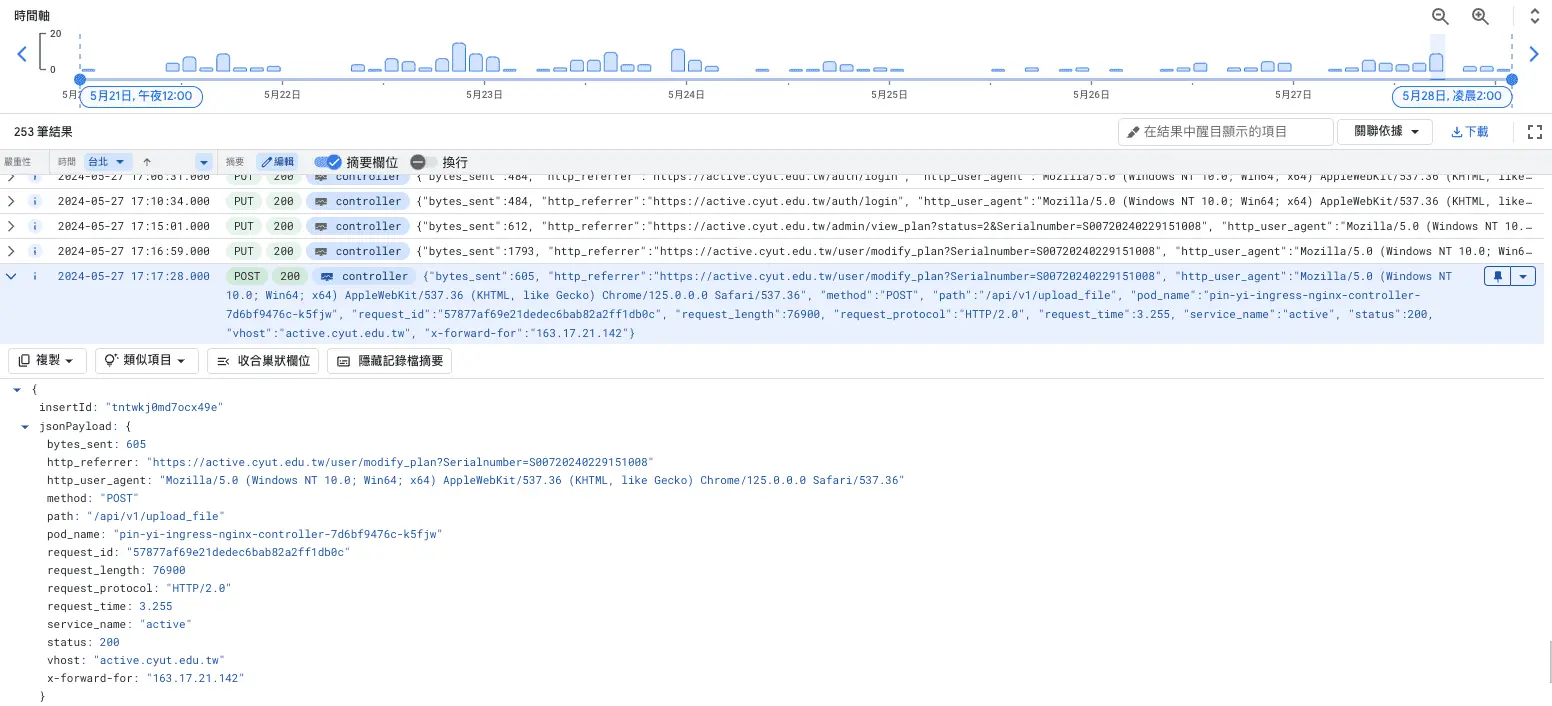 時間軸
20
0
5月2
5月21日, 午夜12:00
5月22日
5月23日
5月24日
5月25日
5月26日
5月27日
5月28日, 凌晨2:00
253 筆結果
在結果中醒目顯示的項目
關聯依據
下載
嚴重性 時間 台北 摘要 編輯 摘要欄位 換行
i 2024-05-27 17:06:31.000 PUT 200 controller {"bytes_sent":484, "http_referrer":"https://active.cyut.edu.tw/auth/login", "http_user_agent":"Mozilla/5.0 (Windows NT 10.0; Win64; x64) AppleWebKit/537.36 (KHTML, like…
i 2024-05-27 17:10:34.000 PUT 200 controller {"bytes_sent":484, "http_referrer":"https://active.cyut.edu.tw/auth/login", "http_user_agent":"Mozilla/5.0 (Windows NT 10.0; Win64; x64) AppleWebKit/537.36 (KHTML, like…
i 2024-05-27 17:15:01.000 PUT 200 controller {"bytes_sent":612, "http_referrer":"https://active.cyut.edu.tw/admin/view_plan?status=2&Serialnumber=S00720240229151008", "http_user_agent":"Mozilla/5.0 (Windows NT 10.…
i 2024-05-27 17:16:59.000 PUT 200 controller {"bytes_sent":1793, "http_referrer":"https://active.cyut.edu.tw/user/modify_plan?Serialnumber=S00720240229151008", "http_user_agent":"Mozilla/5.0 (Windows NT 10.0; Win6…
i 2024-05-27 17:17:28.000 POST 200 controller {"bytes_sent":605, "http_referrer":"https://active.cyut.edu.tw/user/modify_plan?Serialnumber=S00720240229151008", "http_user_agent":"Mozilla/5.0 (Windows NT
10.0; Win64; x64) AppleWebKit/537.36 (KHTML, like Gecko) Chrome/125.0.0.0 Safari/537.36", "method":"POST", "path":"/api/v1/upload_file", "pod_name":"pin-yi-ingress-nginx-controller-
7d6bf9476c-k5fjw", "request_id":"57877af69e21dedec6bab82a2ff1db0c", "request_length":76900, "request_protocol":"HTTP/2.0", "request_time":3.255, "service_name":"active", "status":200,
"vhost":"active.cyut.edu.tw", "x-forward-for":"163.17.21.142"}
複製 類似項目 收合巢狀欄位 隱藏記錄檔摘要
{
insertId: "tntwkj0md7ocx49e"
jsonPayload: {
bytes_sent: 605
http_referrer: "https://active.cyut.edu.tw/user/modify_plan?Serialnumber=S00720240229151008"
http_user_agent: "Mozilla/5.0 (Windows NT 10.0; Win64; x64) AppleWebKit/537.36 (KHTML, like Gecko) Chrome/125.0.0.0 Safari/537.36"
method: "POST"
path: "/api/v1/upload_file"
pod_name: "pin-yi-ingress-nginx-controller-7d6bf9476c-k5fjw"
request_id: "57877af69e21dedec6bab82a2ff1db0c"
request_length: 76900
request_protocol: "HTTP/2.0"
request_time: 3.255
service_name: "active"
status: 200
vhost: "active.cyut.edu.tw"
x-forward-for: "163.17.21.142"
}